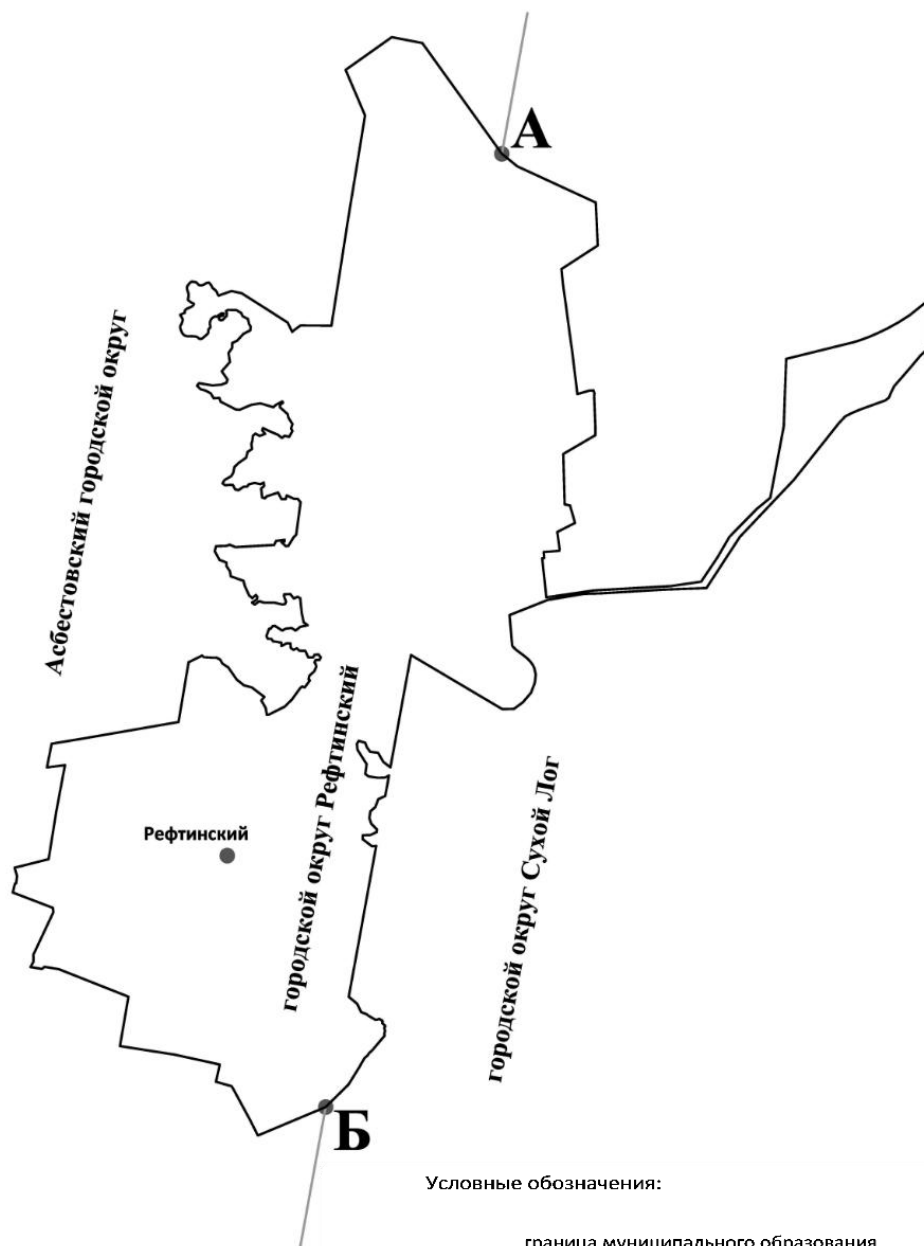 А
Асбестовский городской округ
городской округ Рефтинский
Рефтинский
городской округ Сухой Лог
Б
Условные обозначения:
граница муниципального образования